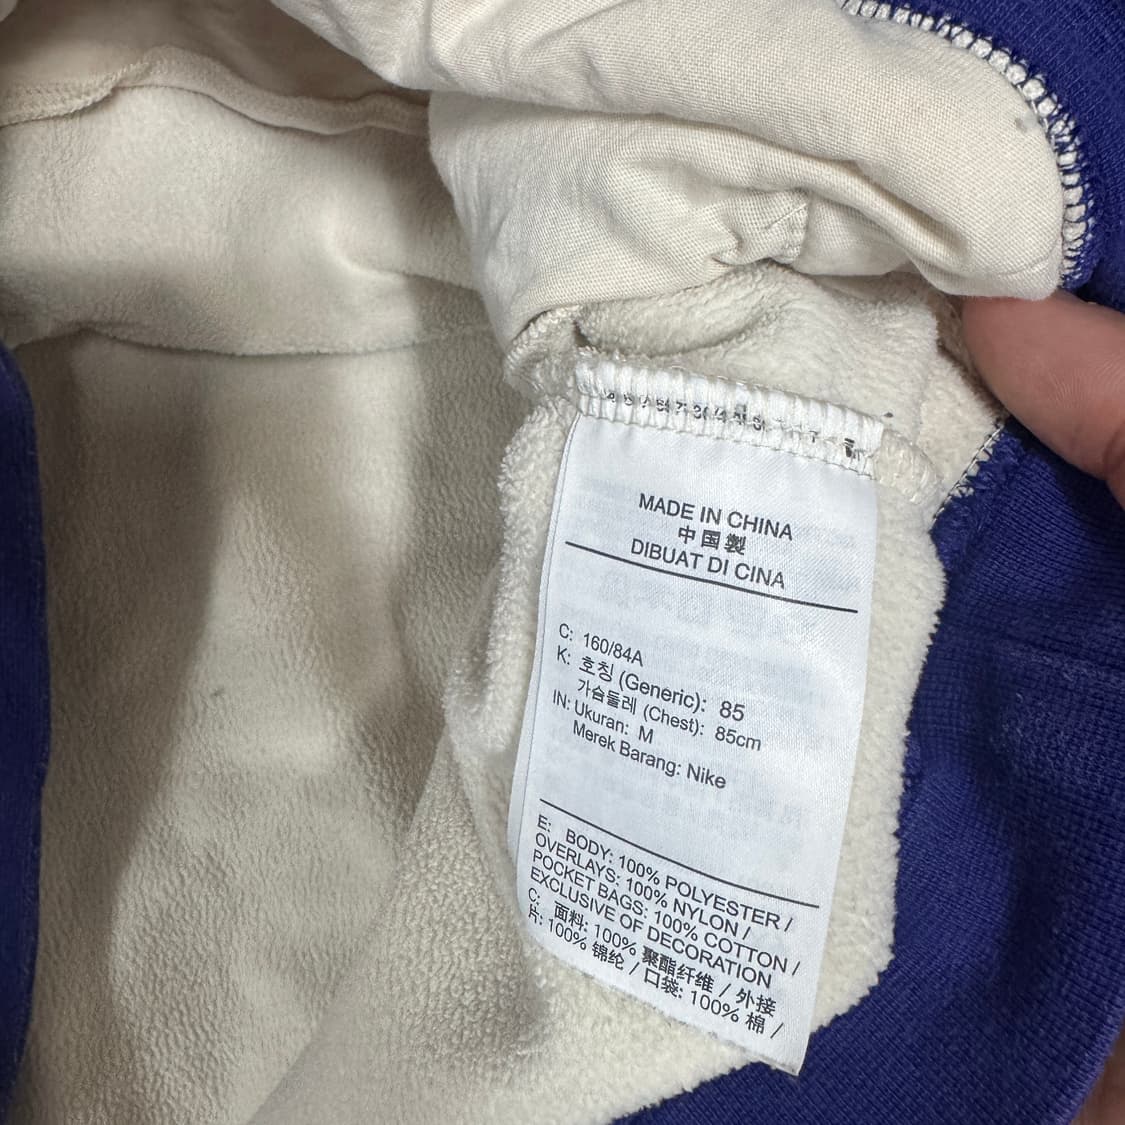 MADE IN CHINA
中国製
DIBUAT DI CINA
C: 160/84A
K: 호칭 (Generic): 85
가슴둘레 (Chest): 85cm
IN: Ukuran: M
Merek Barang: Nike
E: BODY: 100% POLYESTER /
OVERLAYS: 100% NYLON /
POCKET BAGS: 100% COTTON /
EXCLUSIVE OF DECORATION
C: 面料: 100% 聚酯纤维 / 外接
片: 100% 锦纶 / 口袋: 100% 棉 /